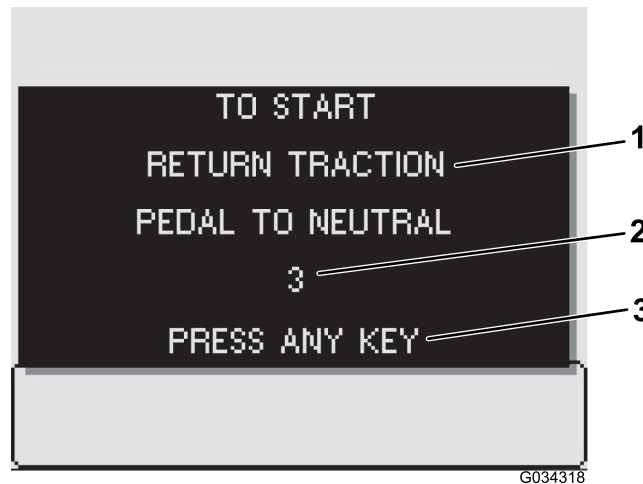 TO START
RETURN TRACTION
1
PEDAL TO NEUTRAL
2
3
3
PRESS ANY KEY
G034318